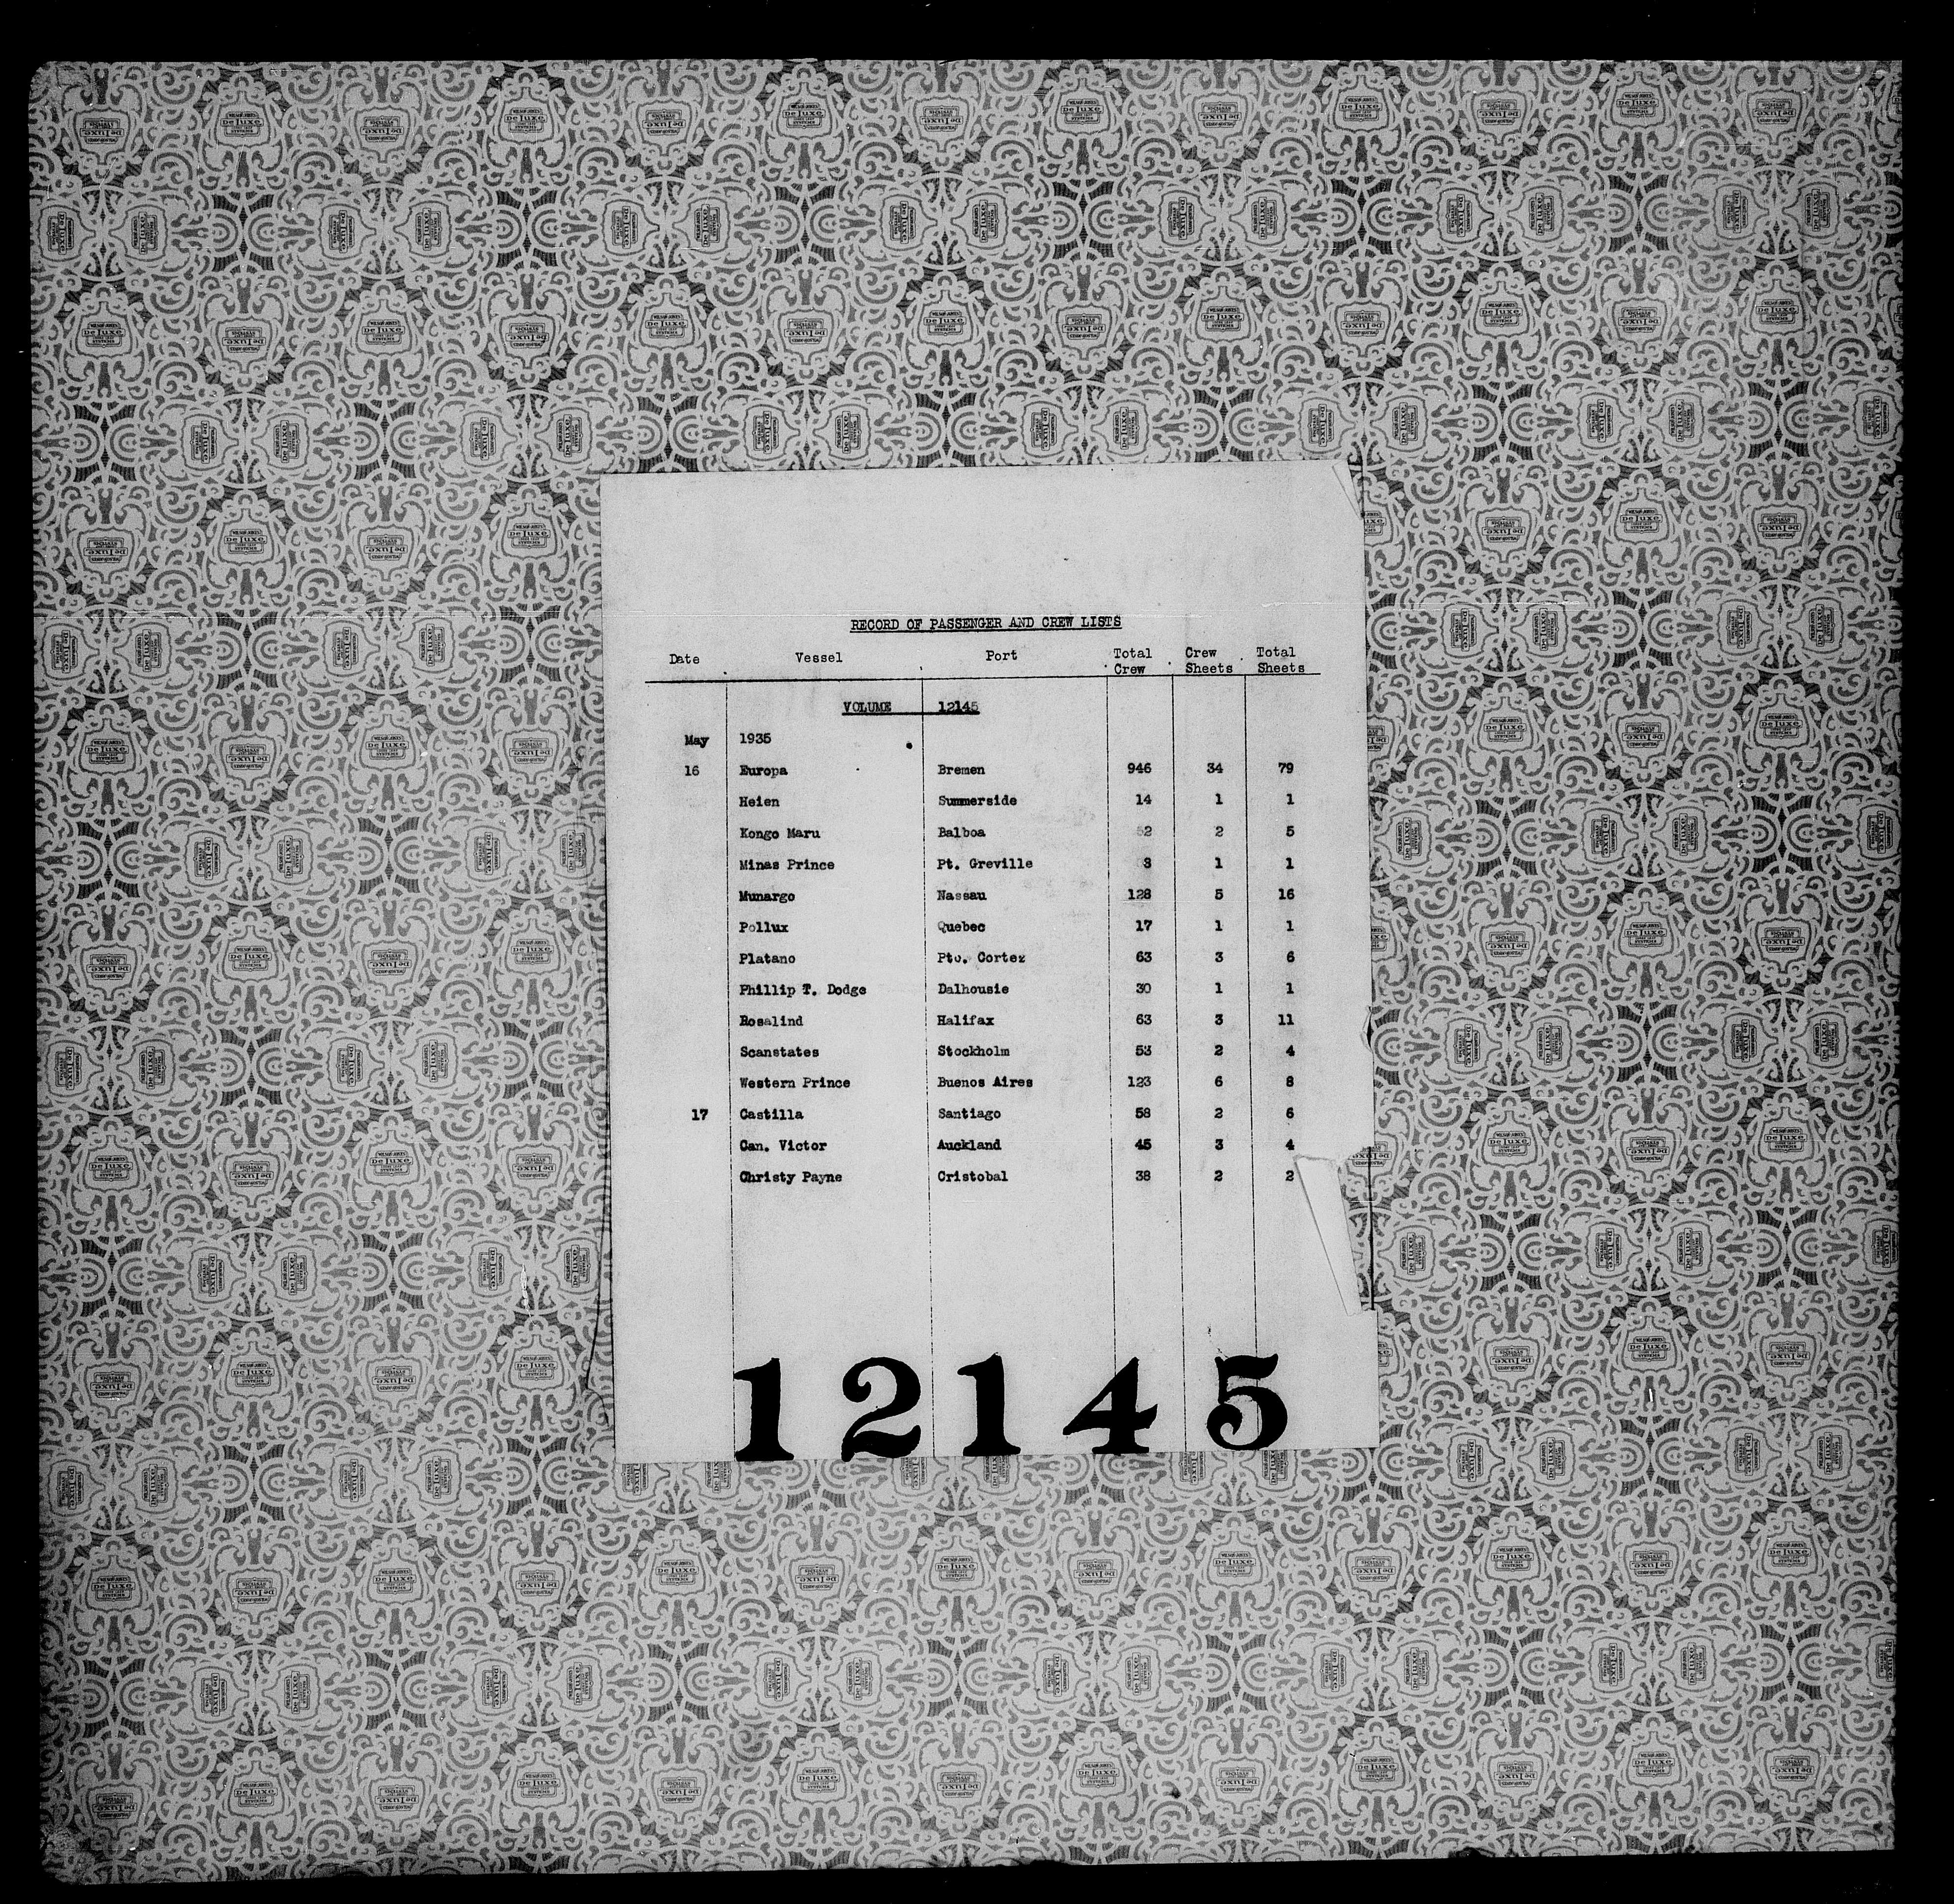 RECORD OF PASSENGER AND CREW LISTS
Date Vessel Port Total Crew Crew Sheets Total Sheets
VOLUME 12145
May 1935
16 Europa Bremen 946 34 79
Heien Summerside 14 1 1
Kongo Maru Balboa 52 2 5
Minas Prince Pt. Greville 8 1 1
Munargo Nassau 128 5 16
Pollux Quebec 17 1 1
Platano Pto. Cortez 63 3 6
Phillip T. Dodge Dalhousie 30 1 1
Rosalind Halifax 63 3 11
Scanstates Stockholm 53 2 4
Western Prince Buenos Aires 123 6 8
17 Castilla Santiago 58 2 6
Can. Victor Auckland 45 3 4
Christy Payne Cristobal 38 2 2
12145